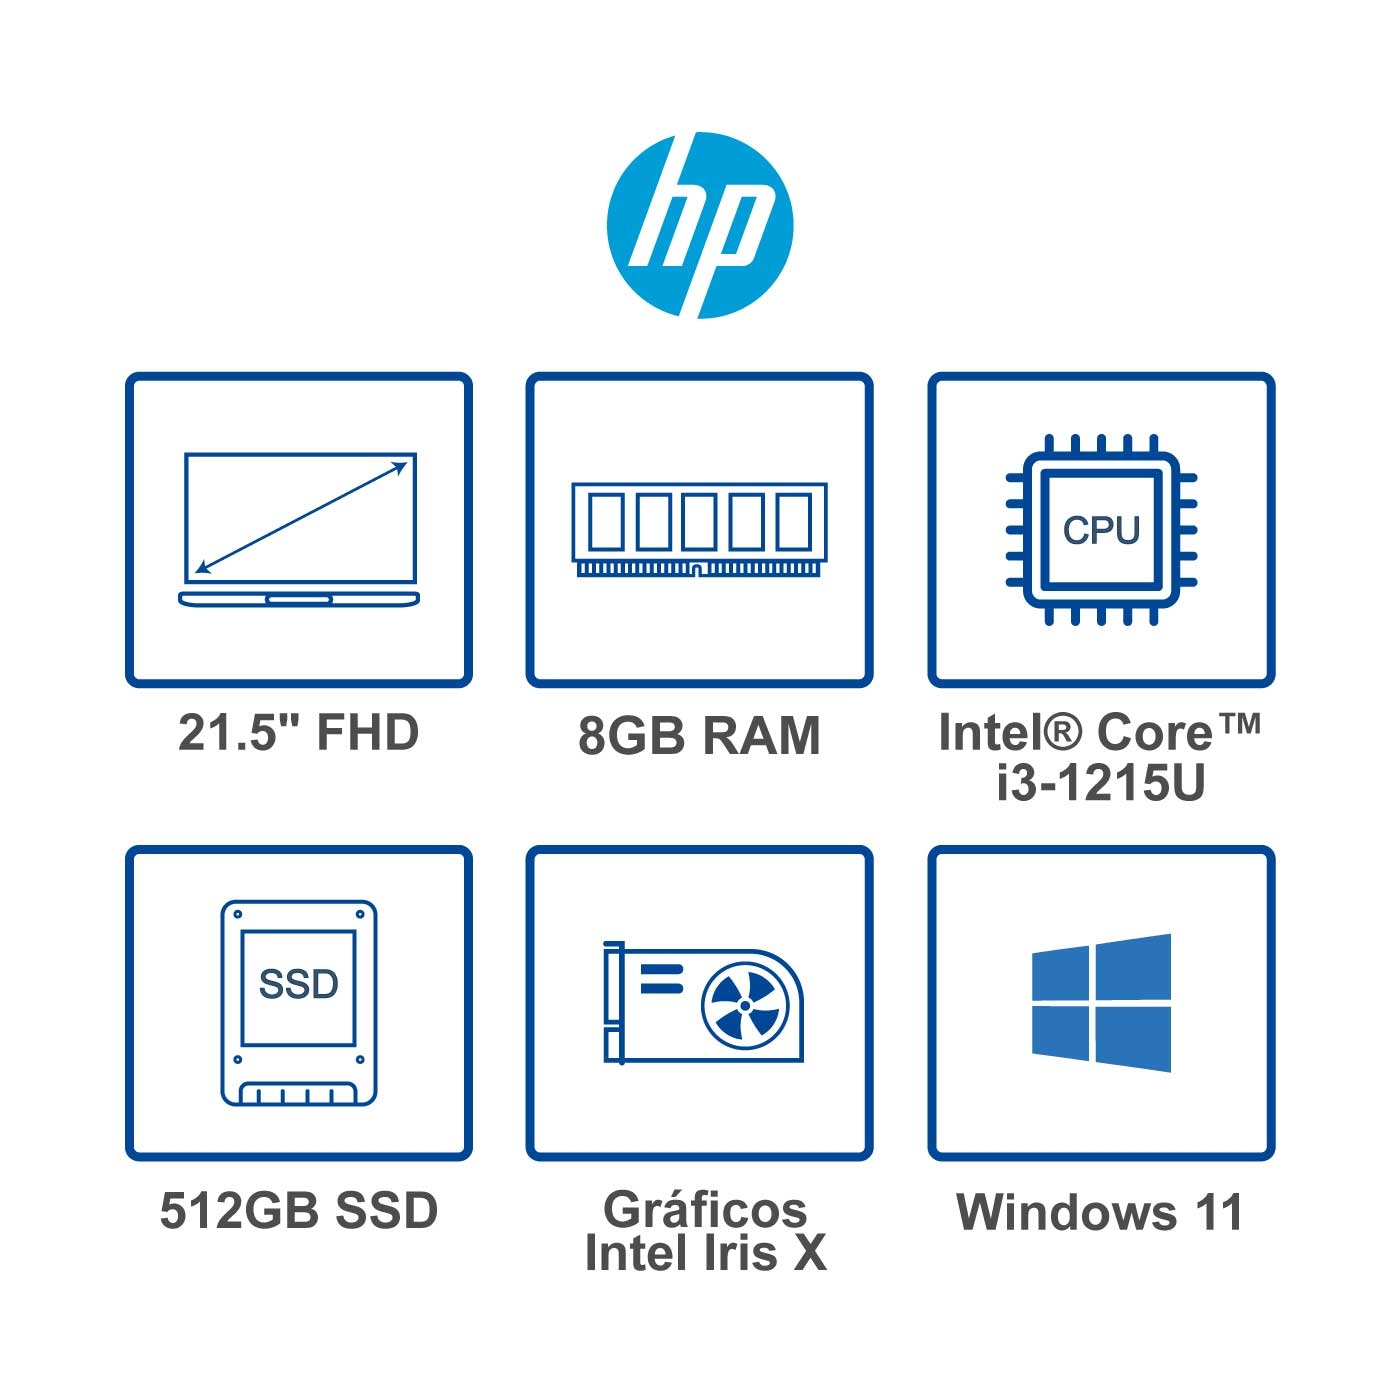 hp
CPU
21.5" FHD
8GB RAM
Intel® Core™
i3-1215U
SSD
512GB SSD
Gráficos
Intel Iris X
Windows 11